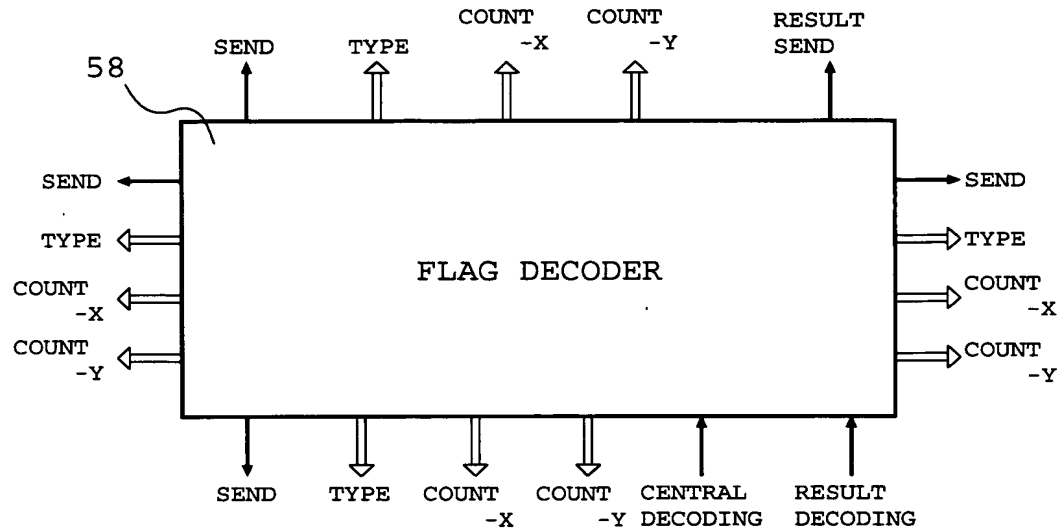 COUNT
-X
COUNT
-Y
RESULT
SEND
SEND
TYPE
58
SEND
SEND
TYPE
TYPE
FLAG DECODER
COUNT
-X
COUNT
-X
COUNT
-Y
COUNT
-Y
SEND
TYPE
COUNT
-X
COUNT
-Y
CENTRAL
DECODING
RESULT
DECODING